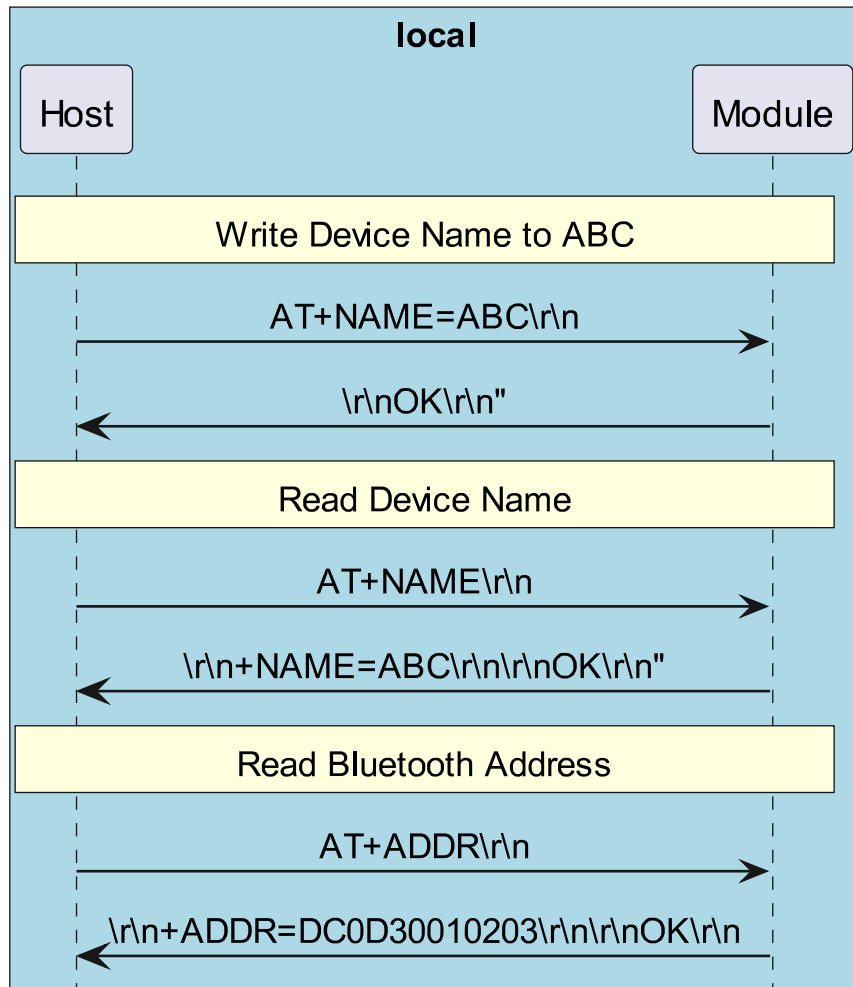 local
Host
Module
Write Device Name to ABC
AT+NAME=ABC\r\n
\r\nOK\r\n"
Read Device Name
AT+NAME\r\n
\r\n+NAME=ABC\r\n\r\nOK\r\n"
Read Bluetooth Address
AT+ADDR\r\n
\r\n+ADDR=DC0D30010203\r\n\r\nOK\r\n